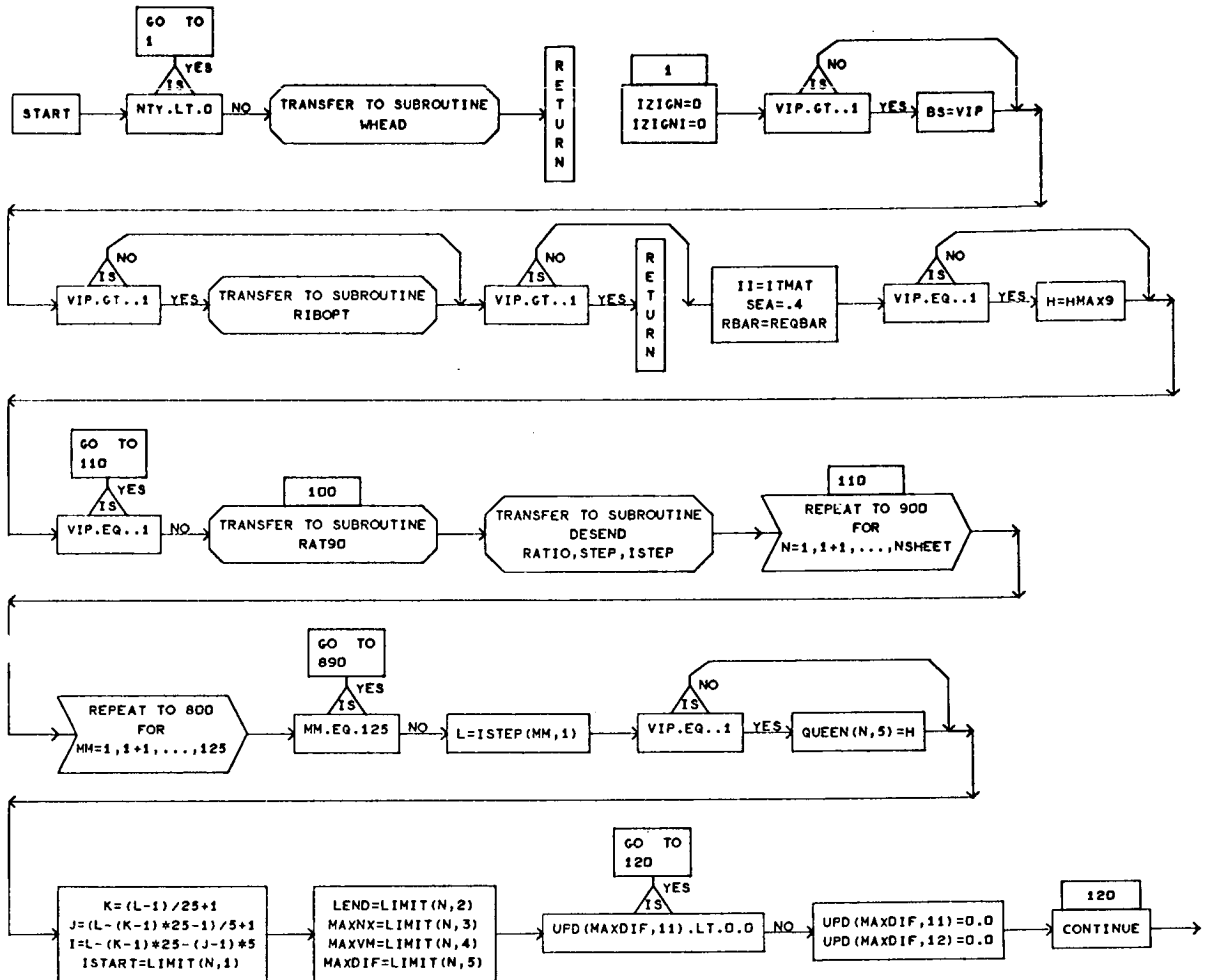 GO TO
1
YES
IS
START
NTY.LT.0
NO
TRANSFER TO SUBROUTINE
WHEAD
R
E
T
U
R
N
1
IZIGN=0
IZIGNI=0
NO
IS
VIP.GT..1
YES
BS=VIP
NO
IS
VIP.GT..1
YES
TRANSFER TO SUBROUTINE
RIBOPT
NO
IS
VIP.GT..1
YES
R
E
T
U
R
N
II=ITMAT
SEA=.4
RBAR=REQBAR
NO
IS
VIP.EQ..1
YES
H=HMAX9
GO TO
110
YES
IS
VIP.EQ..1
NO
100
TRANSFER TO SUBROUTINE
RAT90
TRANSFER TO SUBROUTINE
DESEND
RATIO,STEP,ISTEP
110
REPEAT TO 900
FOR
N=1,1+1,...,NSHEET
REPEAT TO 800
FOR
MM=1,1+1,...,125
GO TO
890
YES
IS
MM.EQ.125
NO
L=ISTEP(MM,1)
NO
IS
VIP.EQ..1
YES
QUEEN(N,5)=H
K=(L-1)/25+1
J=(L-(K-1)*25-1)/5+1
I=L-(K-1)*25-(J-1)*5
ISTART=LIMIT(N,1)
LEND=LIMIT(N,2)
MAXNX=LIMIT(N,3)
MAXVM=LIMIT(N,4)
MAXDIF=LIMIT(N,5)
GO TO
120
YES
IS
UPD(MAXDIF,11).LT.0.0
NO
UPD(MAXDIF,11)=0.0
UPD(MAXDIF,12)=0.0
120
CONTINUE